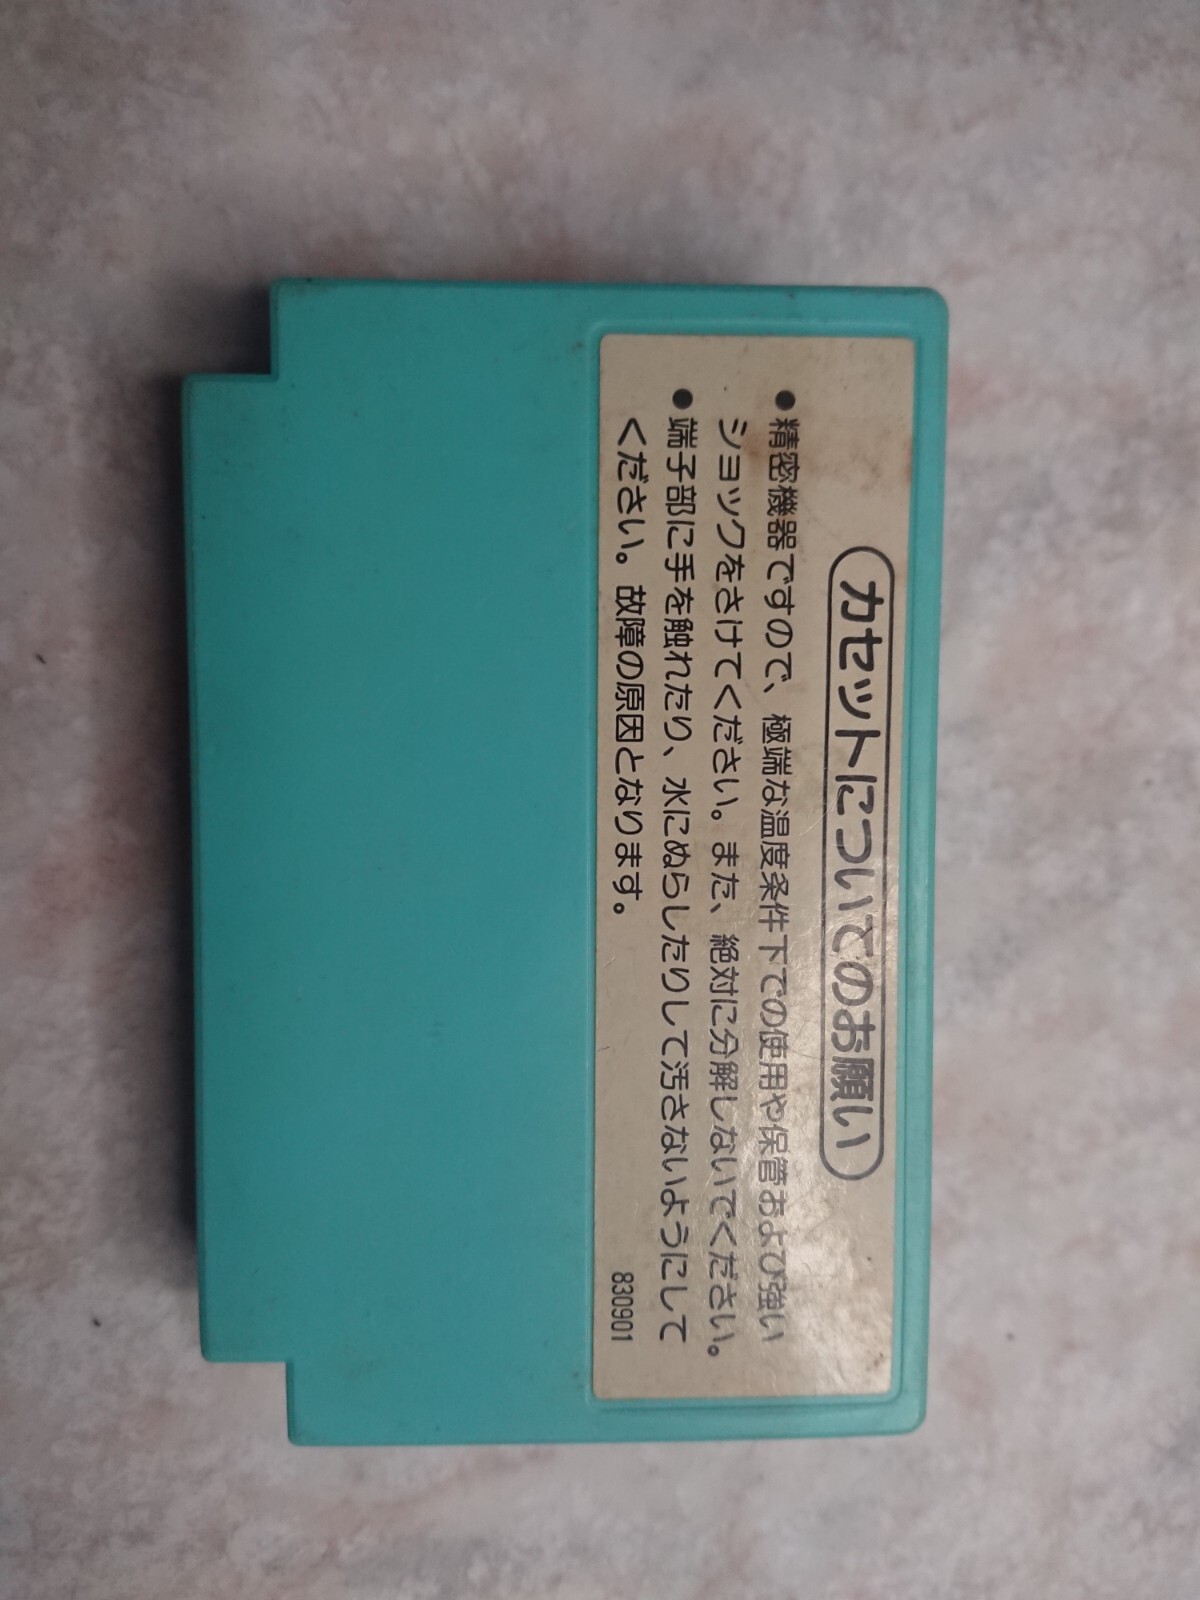 カセットについてのお願い
●精密機器ですので、極端な温度条件下での使用や保管および強い
ショックをさけてください。また、絶対に分解しないでください。
●端子部に手を触れたり、水にぬらしたりして汚さないようにして
ください。故障の原因となります。
830901